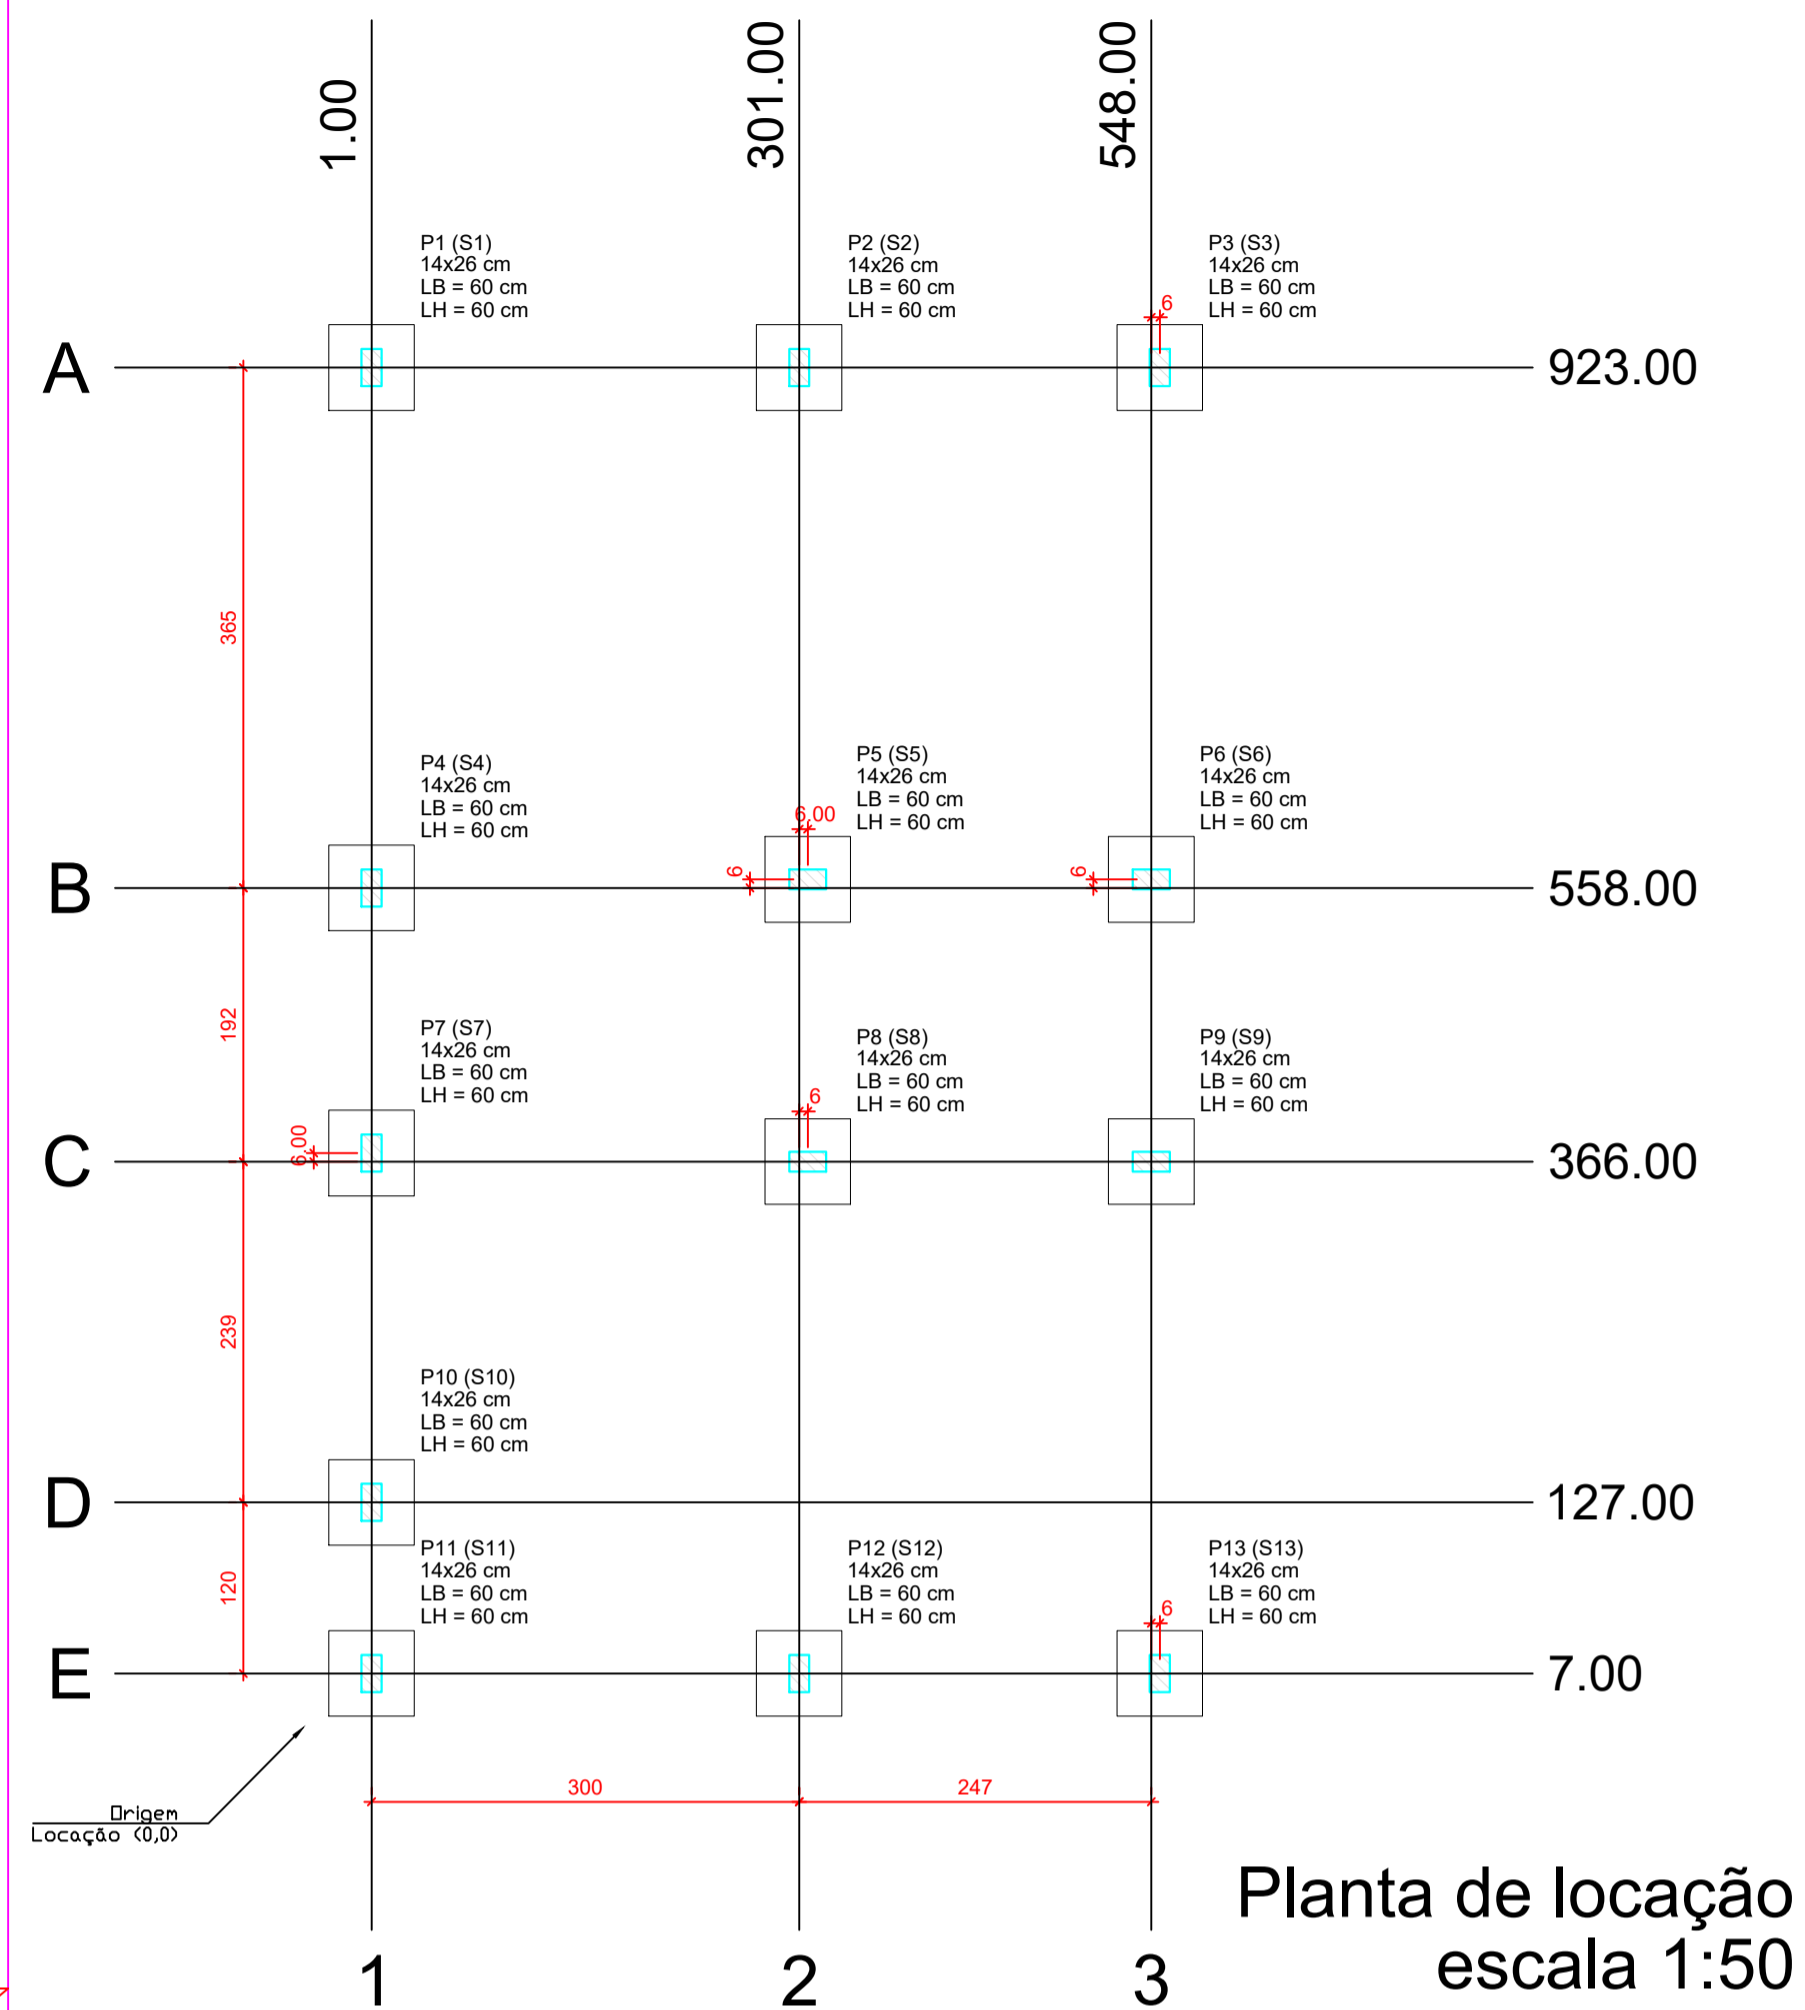 1.00
301.00
548.00
P1 (S1)
14x26 cm
LB = 60 cm
LH = 60 cm
P2 (S2)
14x26 cm
LB = 60 cm
LH = 60 cm
P3 (S3)
14x26 cm
LB = 60 cm
LH = 60 cm
6
A
923.00
365
P4 (S4)
14x26 cm
LB = 60 cm
LH = 60 cm
P5 (S5)
14x26 cm
LB = 60 cm
LH = 60 cm
6,00
6
P6 (S6)
14x26 cm
LB = 60 cm
LH = 60 cm
6
B
558.00
192
P7 (S7)
14x26 cm
LB = 60 cm
LH = 60 cm
6,00
P8 (S8)
14x26 cm
LB = 60 cm
LH = 60 cm
6
P9 (S9)
14x26 cm
LB = 60 cm
LH = 60 cm
C
366.00
239
P10 (S10)
14x26 cm
LB = 60 cm
LH = 60 cm
D
127.00
120
P11 (S11)
14x26 cm
LB = 60 cm
LH = 60 cm
P12 (S12)
14x26 cm
LB = 60 cm
LH = 60 cm
P13 (S13)
14x26 cm
LB = 60 cm
LH = 60 cm
6
E
7.00
300
247
Origem
Locação (0,0)
Planta de locação
escala 1:50
1
2
3